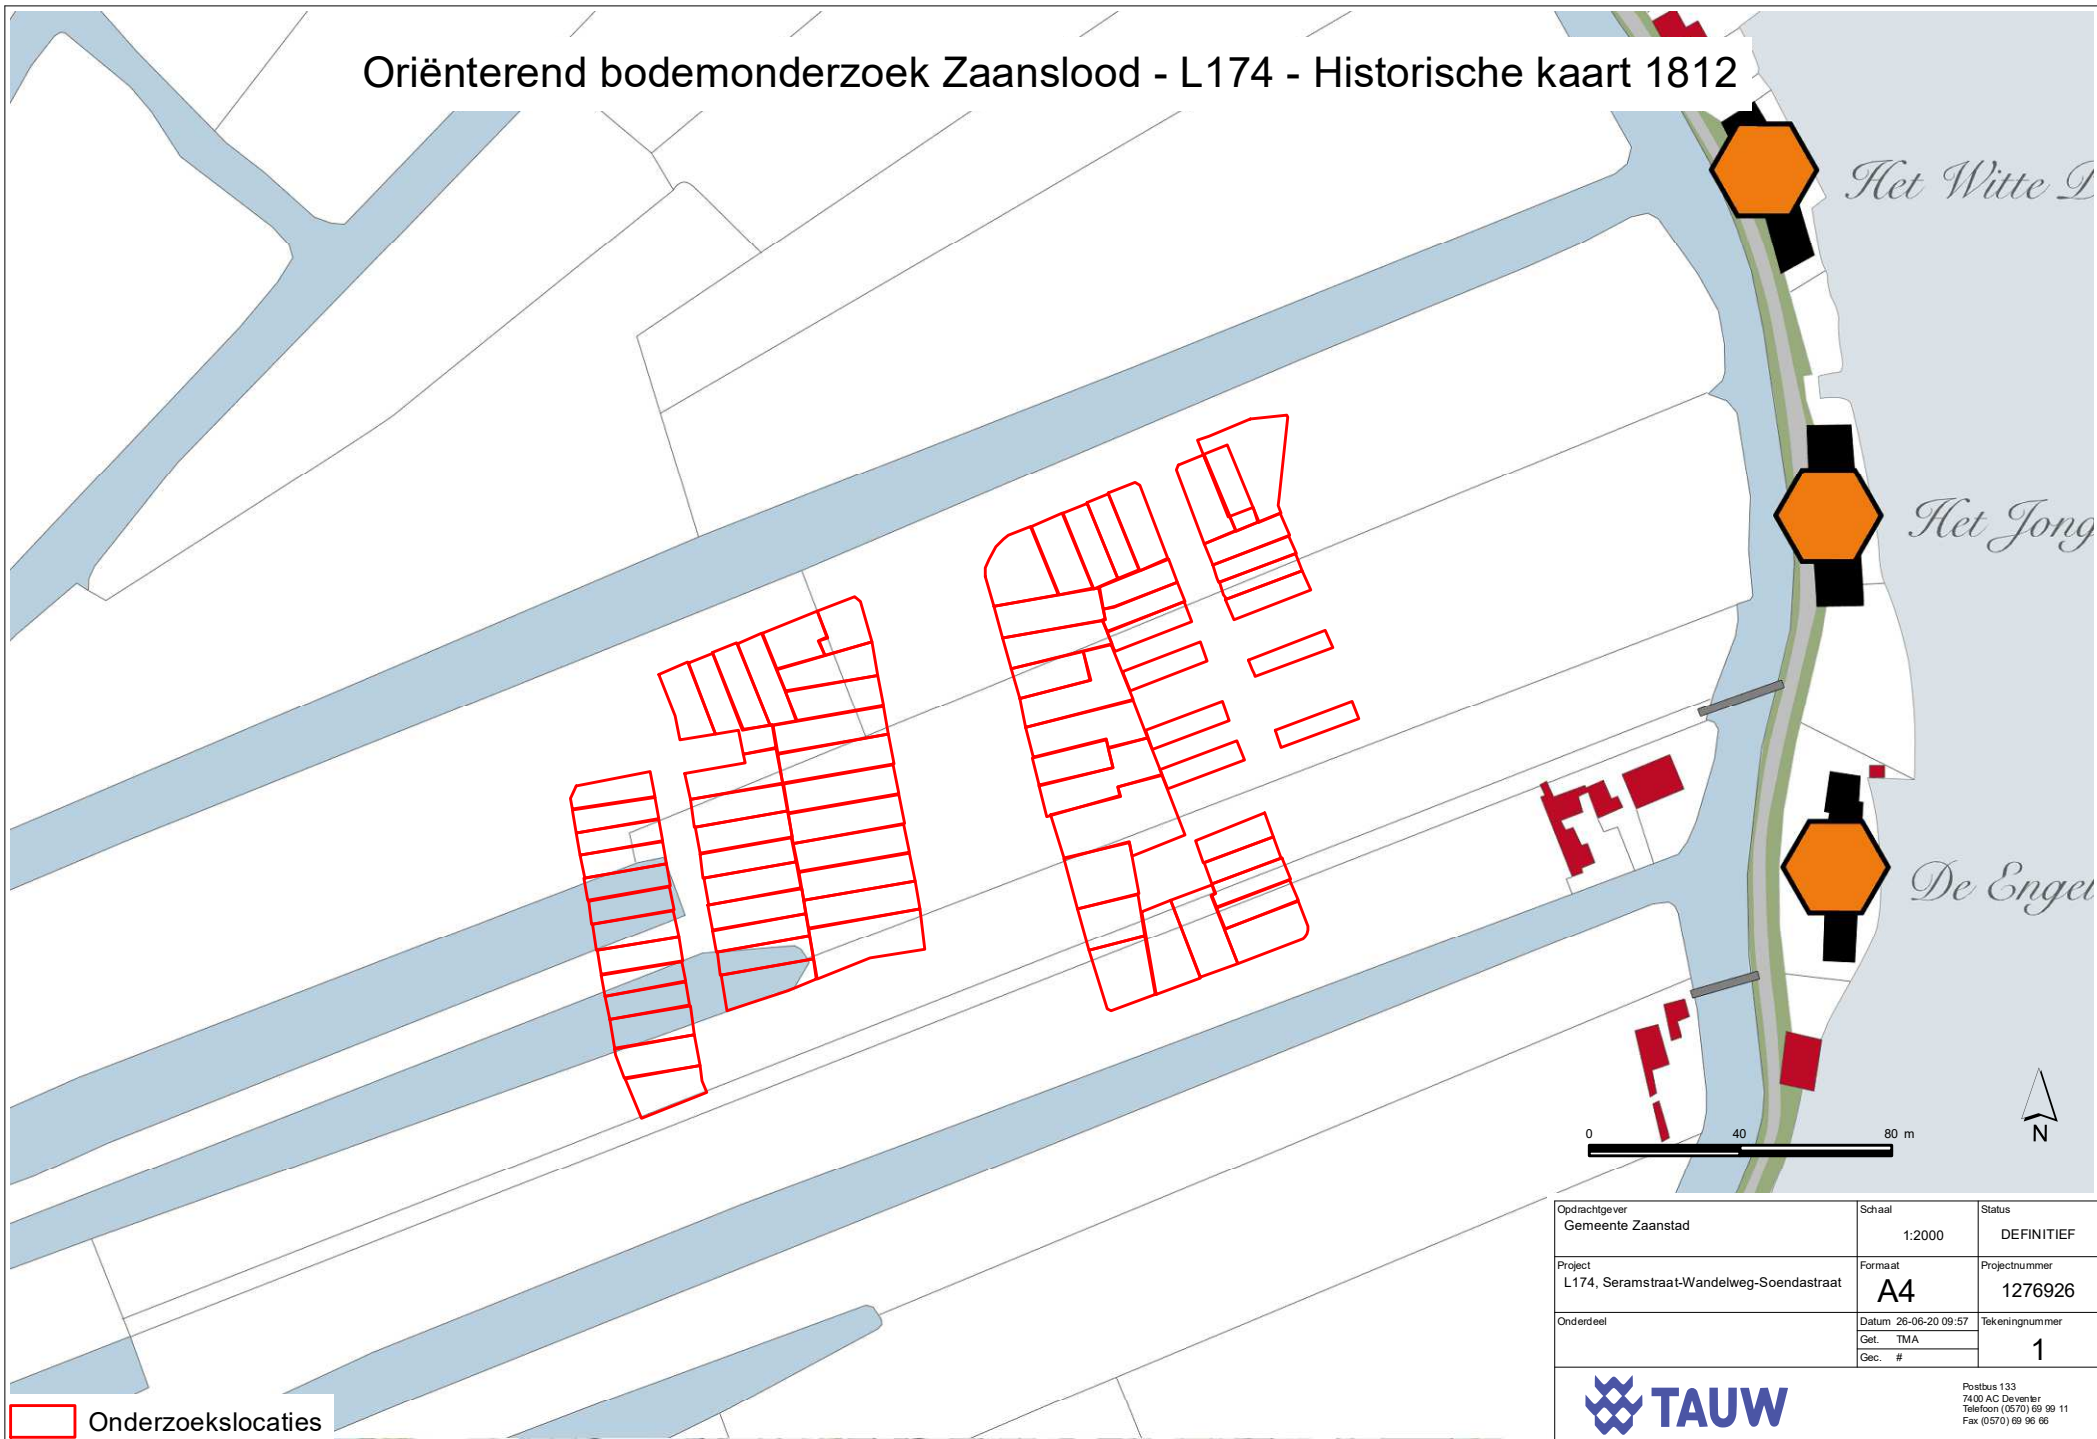 Oriënterend bodemonderzoek Zaanslood - L174 - Historische kaart 1812
Het Witte D
Het Jong
De Engel
0 40 80 m
N
Opdrachtgever
Gemeente Zaanstad
Schaal
1:2000
Status
DEFINITIEF
Project
L174, Seramstraat-Wandelweg-Soendastraat
Formaat
A4
Projectnummer
1276926
Onderdeel
Datum 26-06-20 09:57
Get. TMA
Gec. #
Tekeningnummer
1
TAUW
Postbus 133
7400 AC Deventer
Telefoon (0570) 69 99 11
Fax (0570) 69 96 66
Onderzoekslocaties